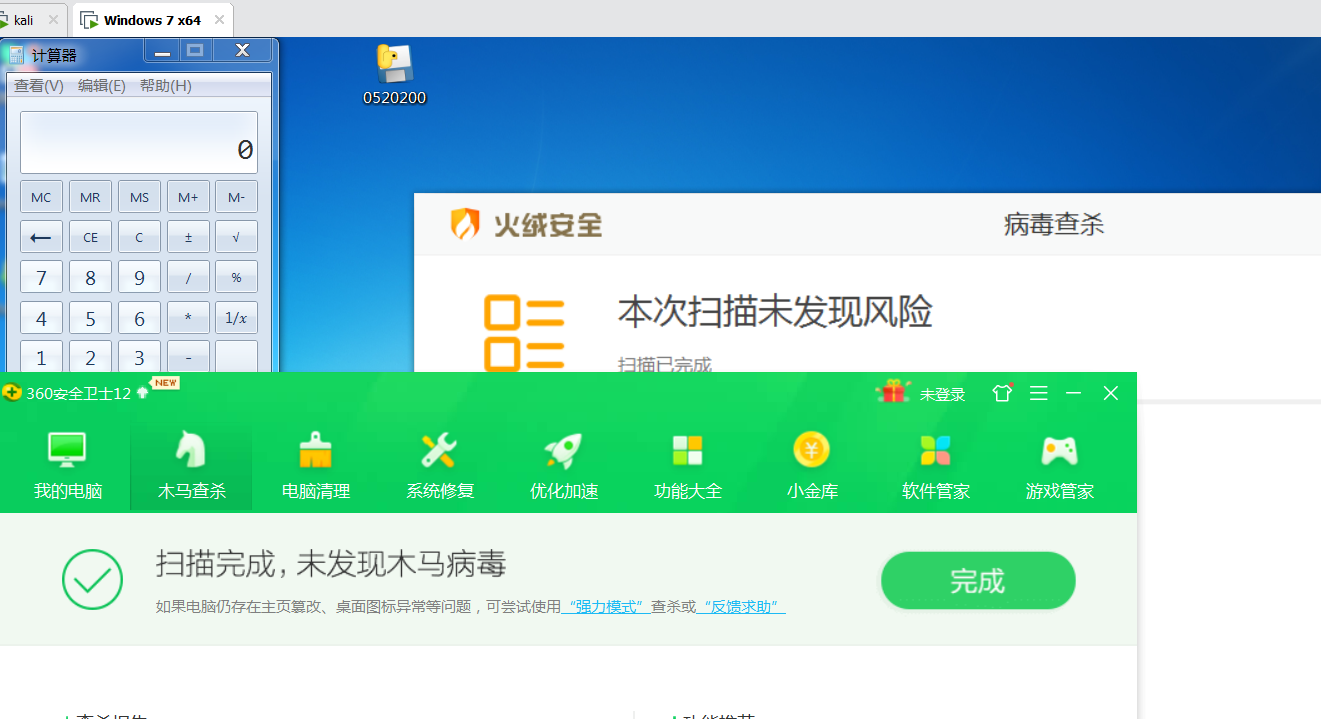 kali
Windows 7 x64
计算器
查看(V) 编辑(E) 帮助(H)
0
MC MR MS M+ M-
← CE C ± √
7 8 9 / %
4 5 6 * 1/x
1 2 3 -
0520200
火绒安全
病毒查杀
本次扫描未发现风险
扫描已完成
360安全卫士12
NEW
未登录
我的电脑 木马查杀 电脑清理 系统修复 优化加速 功能大全 小金库 软件管家 游戏管家
扫描完成,未发现木马病毒
如果电脑仍存在主页篡改、桌面图标异常等问题,可尝试使用“强力模式”查杀或“反馈求助”
完成